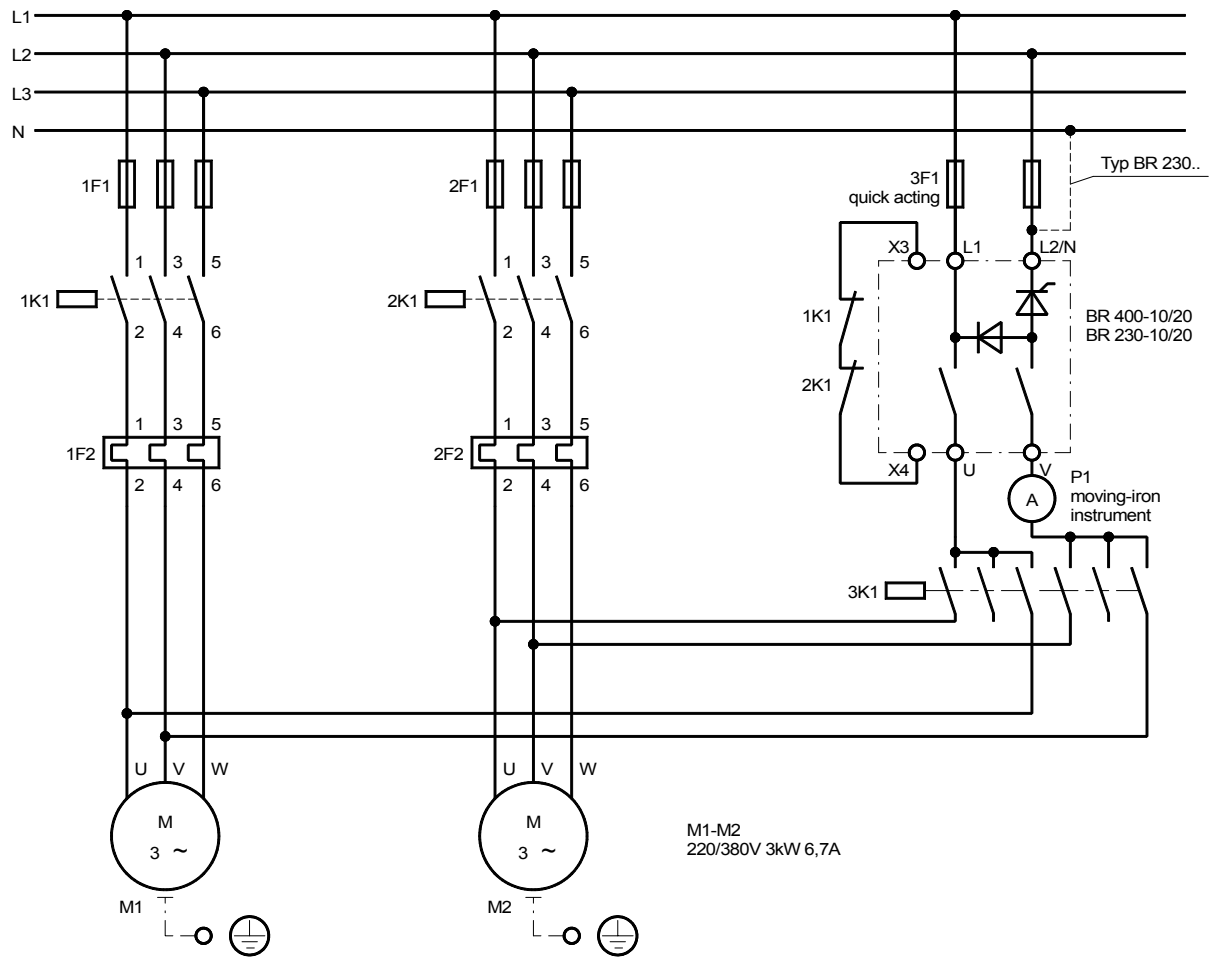 L1
L2
L3
N
1F1
2F1
3F1
quick acting
Typ BR 230..
X3
L1
L2/N
1 3 5
1K1
2 4 6
1 3 5
2K1
2 4 6
1K1
2K1
BR 400-10/20
BR 230-10/20
1 3 5
1F2
2 4 6
1 3 5
2F2
2 4 6
X4
U
V
A
P1
moving-iron
instrument
3K1
U V W
M
3 ~
M1
U V W
M
3 ~
M2
M1-M2
220/380V 3kW 6,7A